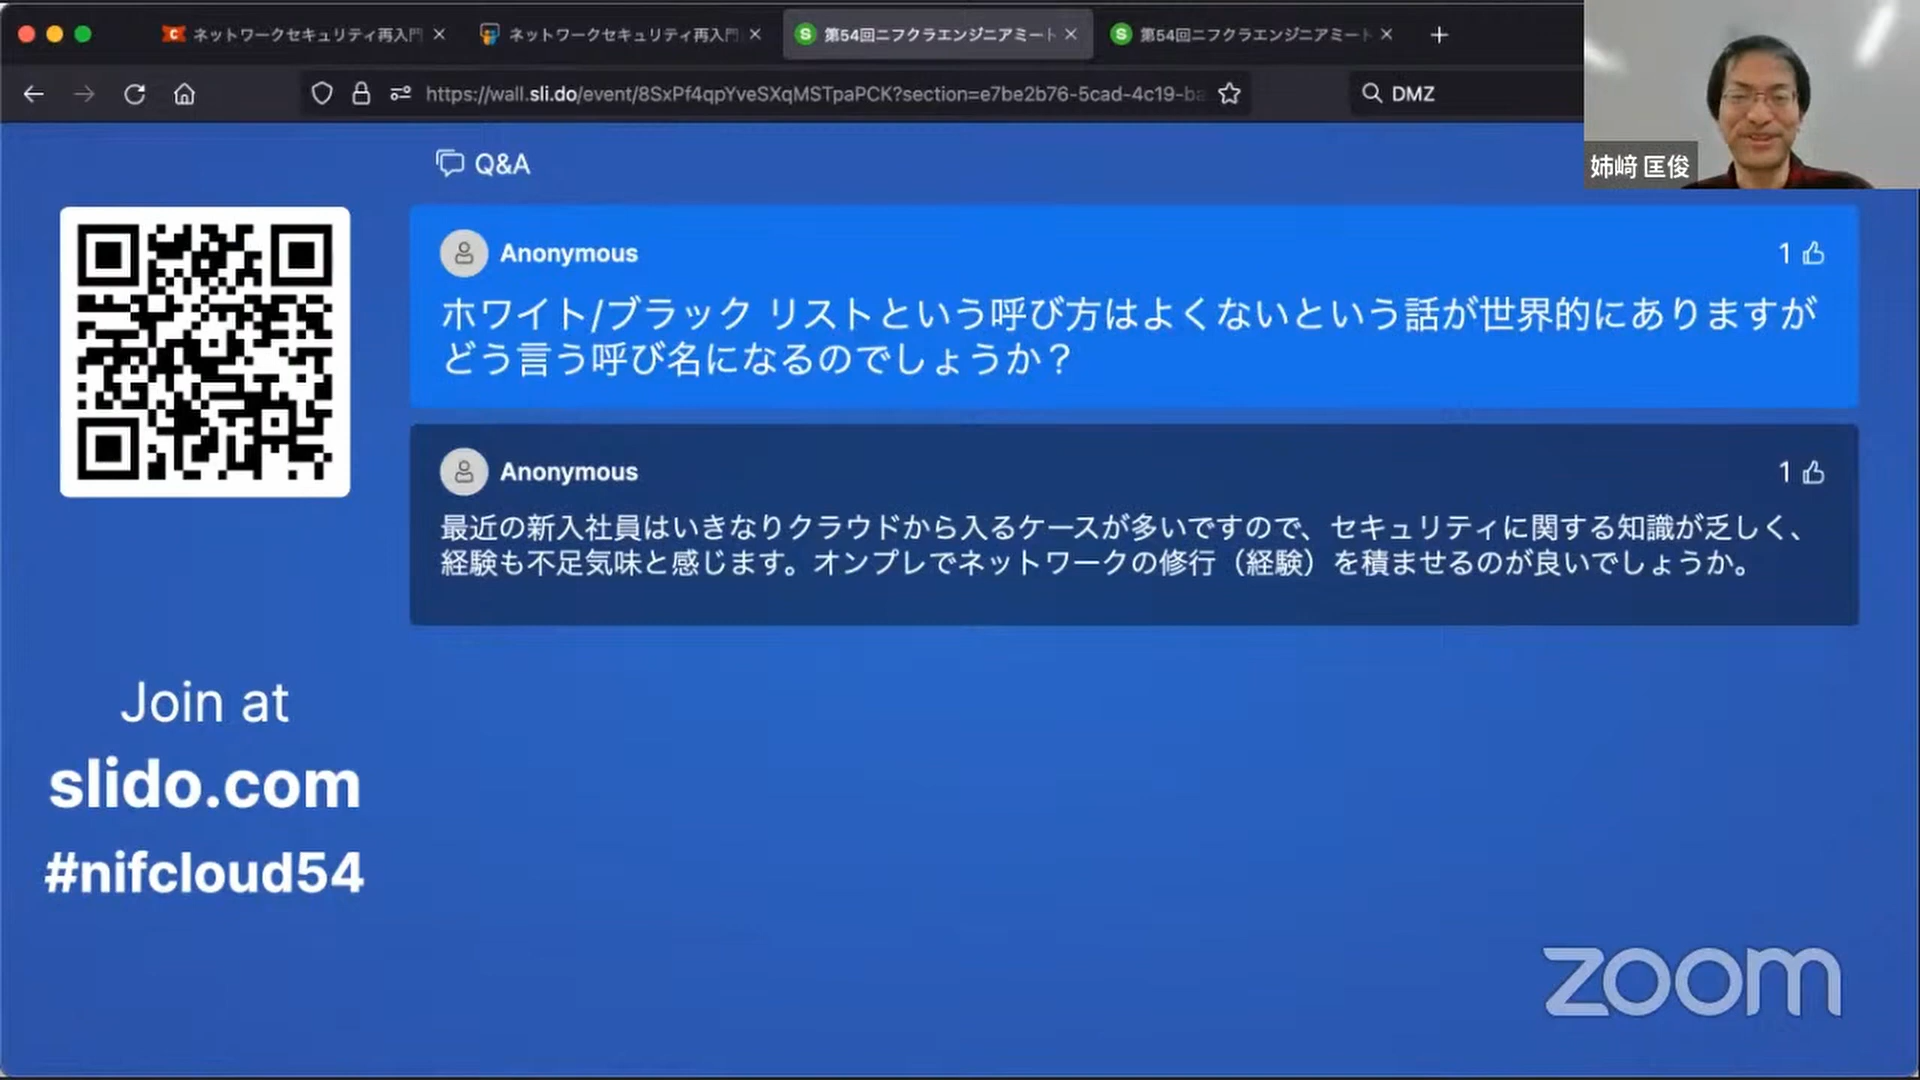 ネットワークセキュリティ再入門
ネットワークセキュリティ再入門
第54回ニフクラエンジニアミート
第54回ニフクラエンジニアミート
https://wall.sli.do/event/8SxPf4qpYveSXqMSTpaPCK?section=e7be2b76-5cad-4c19-ba
DMZ
姉﨑 匡俊
Q&A
Anonymous
1
ホワイト/ブラック リストという呼び方はよくないという話が世界的にありますが
どう言う呼び名になるのでしょうか？
Anonymous
1
最近の新入社員はいきなりクラウドから入るケースが多いですので、セキュリティに関する知識が乏しく、
経験も不足気味と感じます。オンプレでネットワークの修行（経験）を積ませるのが良いでしょうか。
Join at
slido.com
#nifcloud54
zoom